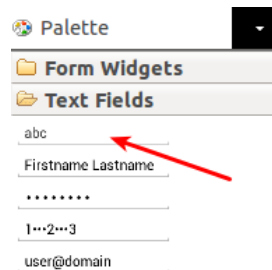 Palette
Form Widgets
Text Fields
abc
Firstname Lastname
••••••••
1•••2•••3
user@domain